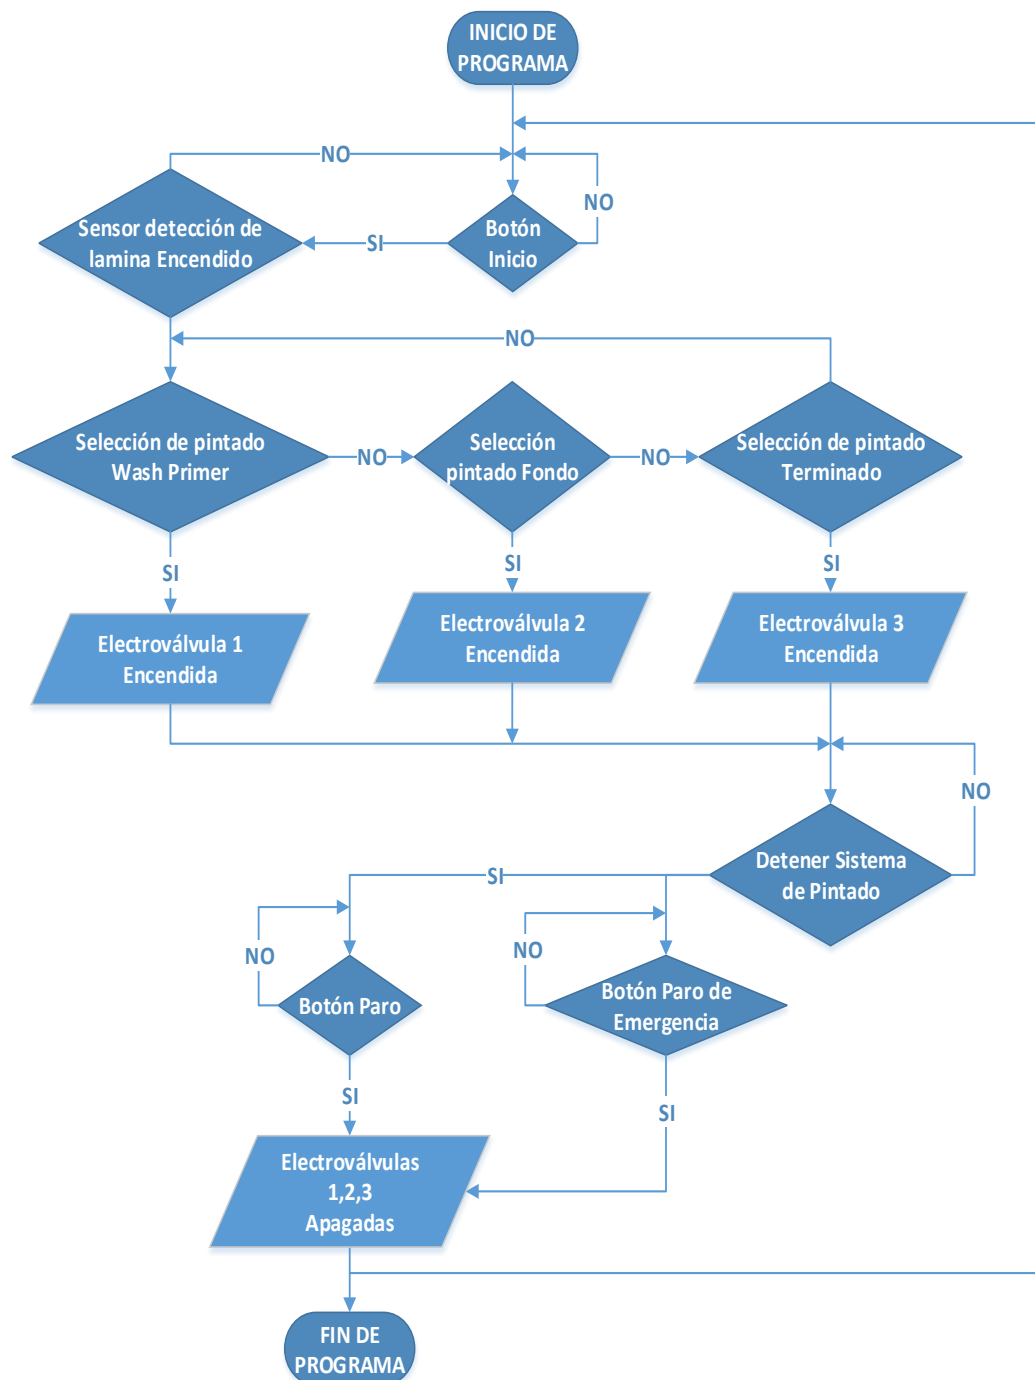 INICIO DE
PROGRAMA
NO
NO
Sensor detección de
lamina Encendido
SI
Botón
Inicio
NO
Selección de pintado
Wash Primer
NO
Selección
pintado Fondo
NO
Selección de pintado
Terminado
SI
SI
SI
Electroválvula 1
Encendida
Electroválvula 2
Encendida
Electroválvula 3
Encendida
NO
Detener Sistema
de Pintado
SI
NO
NO
Botón Paro
Botón Paro de
Emergencia
SI
SI
Electroválvulas
1,2,3
Apagadas
FIN DE
PROGRAMA